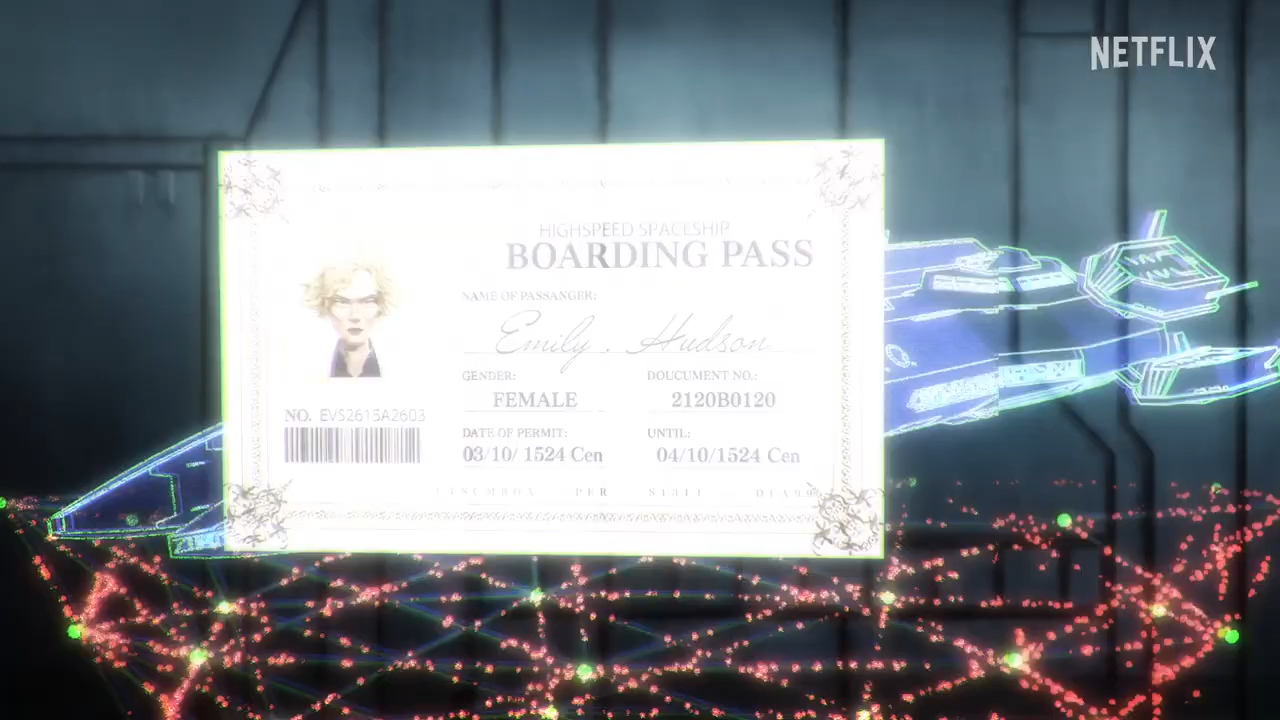 NETFLIX
HIGHSPEED SPACESHIP
BOARDING PASS
NAME OF PASSANGER:
Emily . Hudson
GENDER:
FEMALE
DOUCUMENT NO.:
2120B0120
NO. EVS2615A2603
DATE OF PERMIT:
03/10/ 1524 Cen
UNTIL:
04/10/1524 Cen
PER